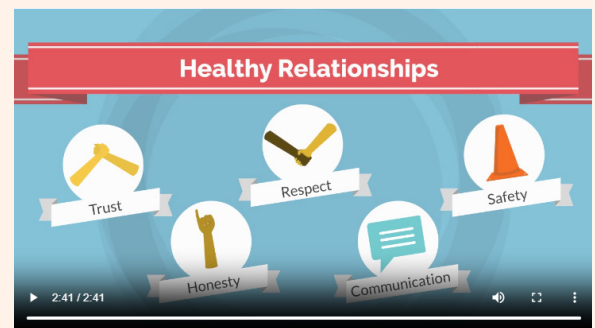 Healthy Relationships
Trust
Respect
Safety
Honesty
Communication
2:41 / 2:41